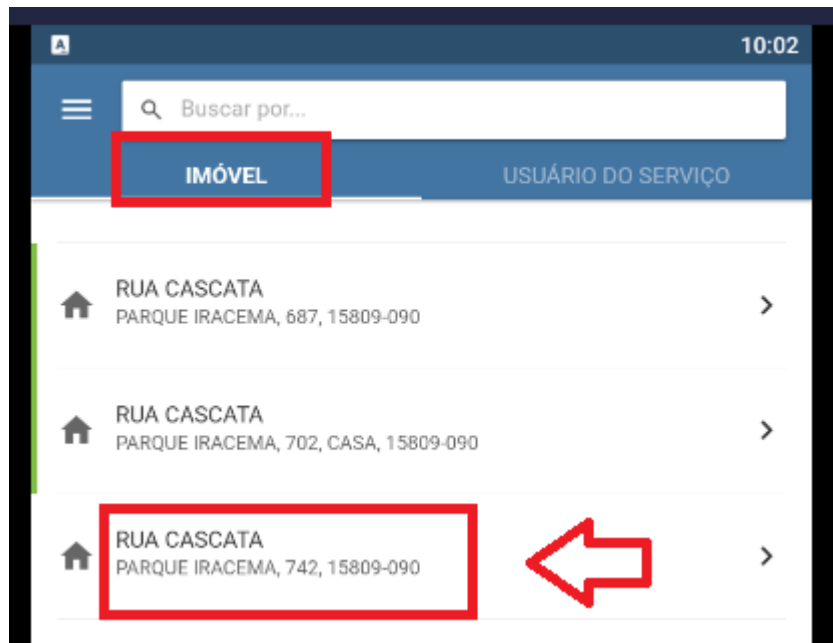 A
10:02
Buscar por...
IMÓVEL
USUÁRIO DO SERVIÇO
RUA CASCATA
PARQUE IRACEMA, 687, 15809-090
RUA CASCATA
PARQUE IRACEMA, 702, CASA, 15809-090
RUA CASCATA
PARQUE IRACEMA, 742, 15809-090